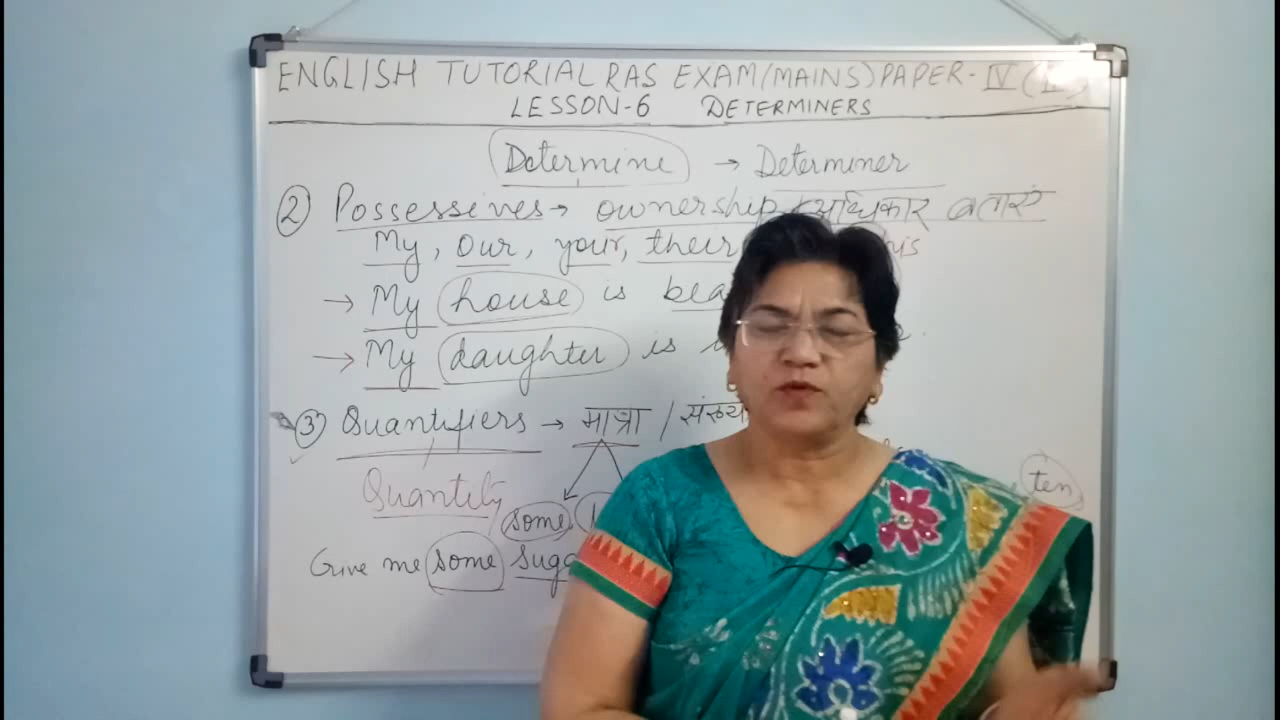 ENGLISH TUTORIAL RAS EXAM (MAINS) PAPER-IV
LESSON-6 DETERMINERS
Determine → Determiner
② Possessives → ownership अधिकार बताएं
My, our, your, their
→ My house is
→ My daughter is
③ Quantifiers → मात्रा /
Quantity some ten
Give me some